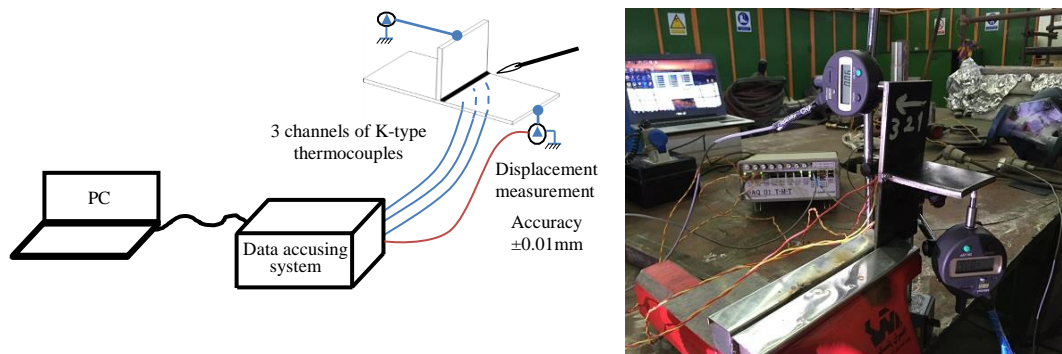 3 channels of K-type
thermocouples
Displacement
measurement
Accuracy
±0.01mm
PC
Data accusing
system
321